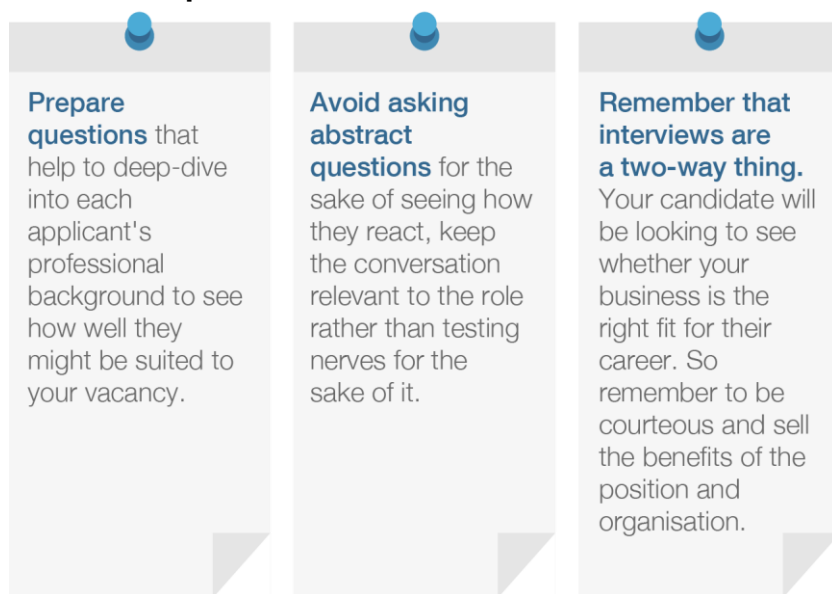 Prepare
questions that
help to deep-dive
into each
applicant's
professional
background to see
how well they
might be suited to
your vacancy.
Avoid asking
abstract
questions for the
sake of seeing how
they react, keep
the conversation
relevant to the role
rather than testing
nerves for the
sake of it.
Remember that
interviews are
a two-way thing.
Your candidate will
be looking to see
whether your
business is the
right fit for their
career. So
remember to be
courteous and sell
the benefits of the
position and
organisation.